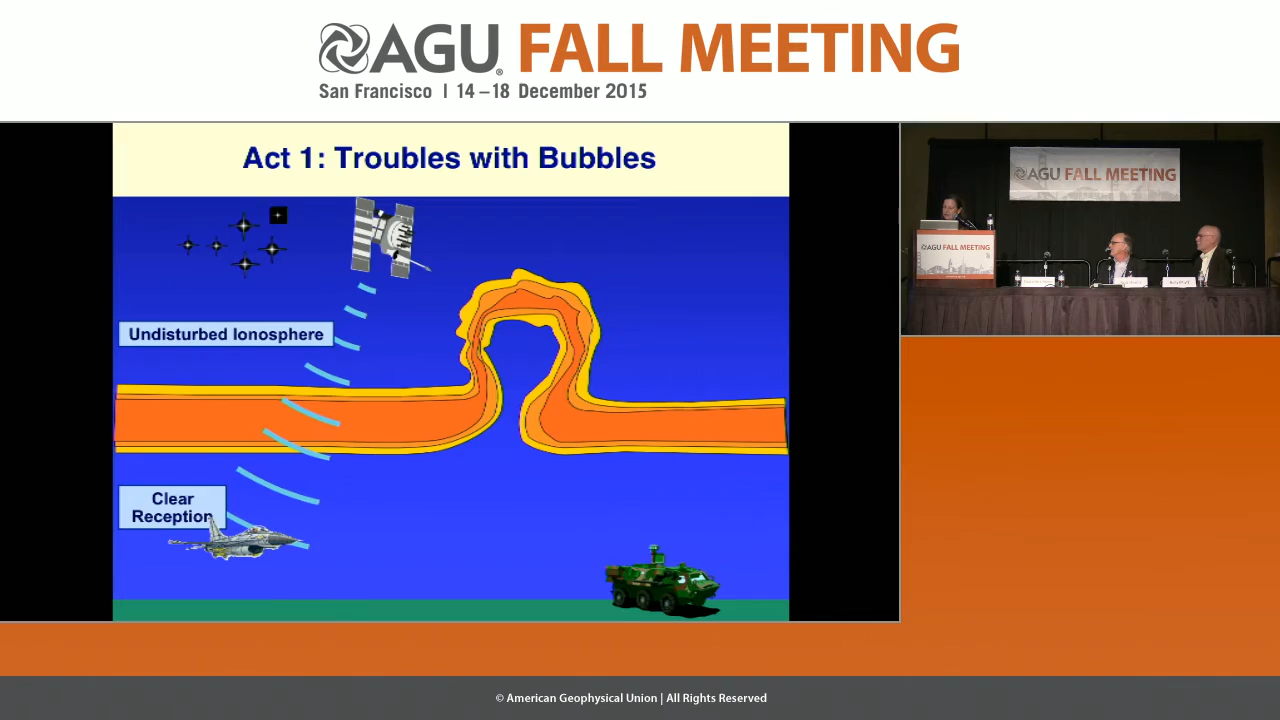 AGU® FALL MEETING
San Francisco | 14–18 December 2015
Act 1: Troubles with Bubbles
Undisturbed Ionosphere
Clear
Reception
AGU FALL MEETING
AGU FALL MEETING
© American Geophysical Union | All Rights Reserved